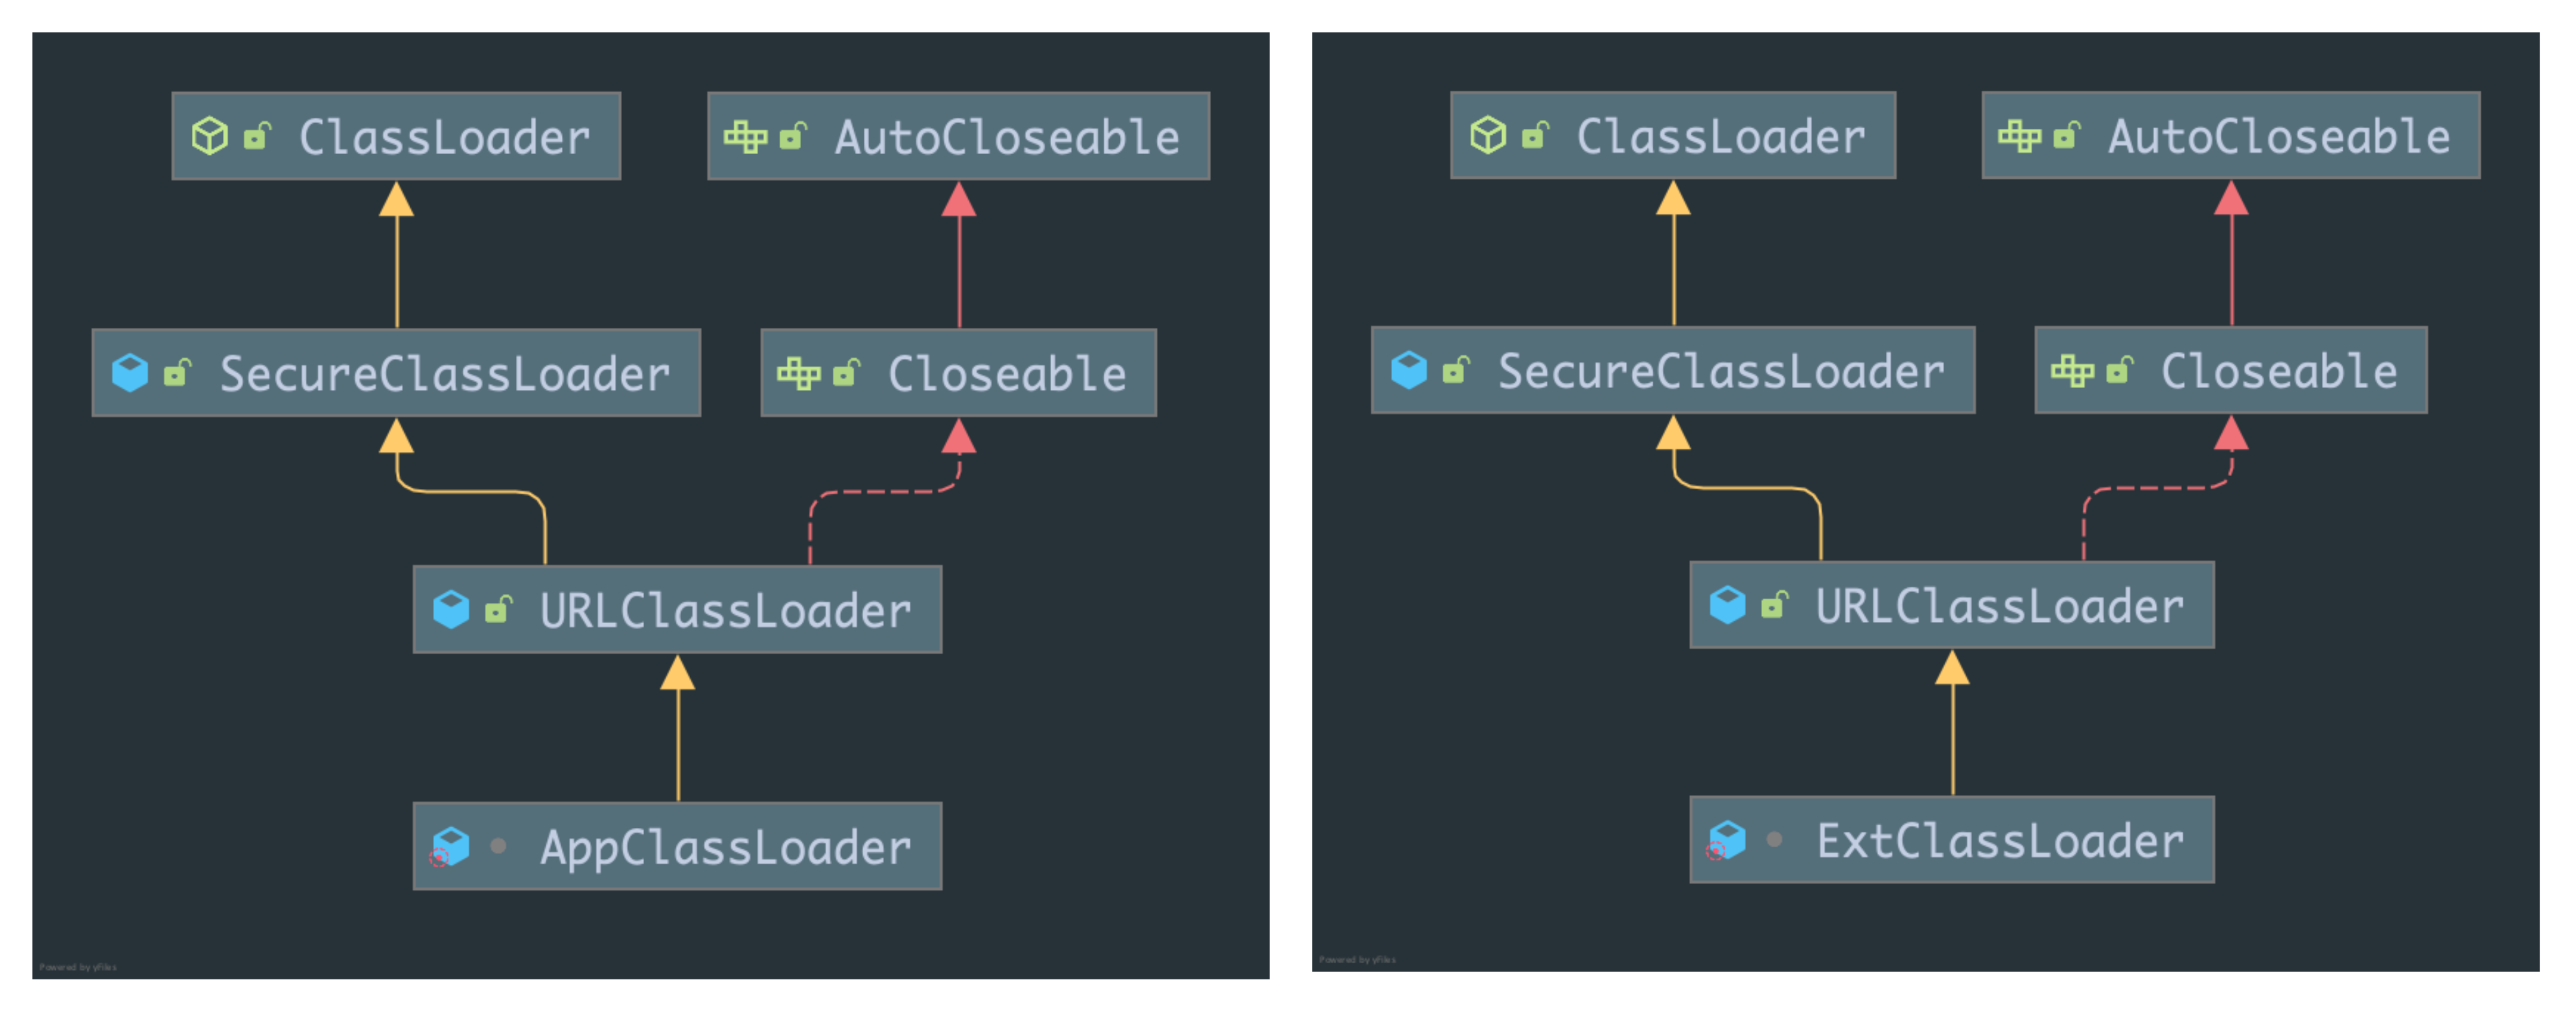 ClassLoader
AutoCloseable
SecureClassLoader
Closeable
URLClassLoader
AppClassLoader
Powered by yFiles
ClassLoader
AutoCloseable
SecureClassLoader
Closeable
URLClassLoader
ExtClassLoader
Powered by yFiles